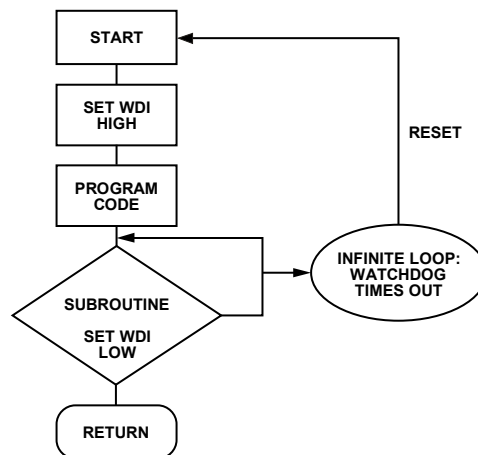 START
SET WDI
HIGH
RESET
PROGRAM
CODE
INFINITE LOOP:
WATCHDOG
TIMES OUT
SUBROUTINE
SET WDI
LOW
RETURN